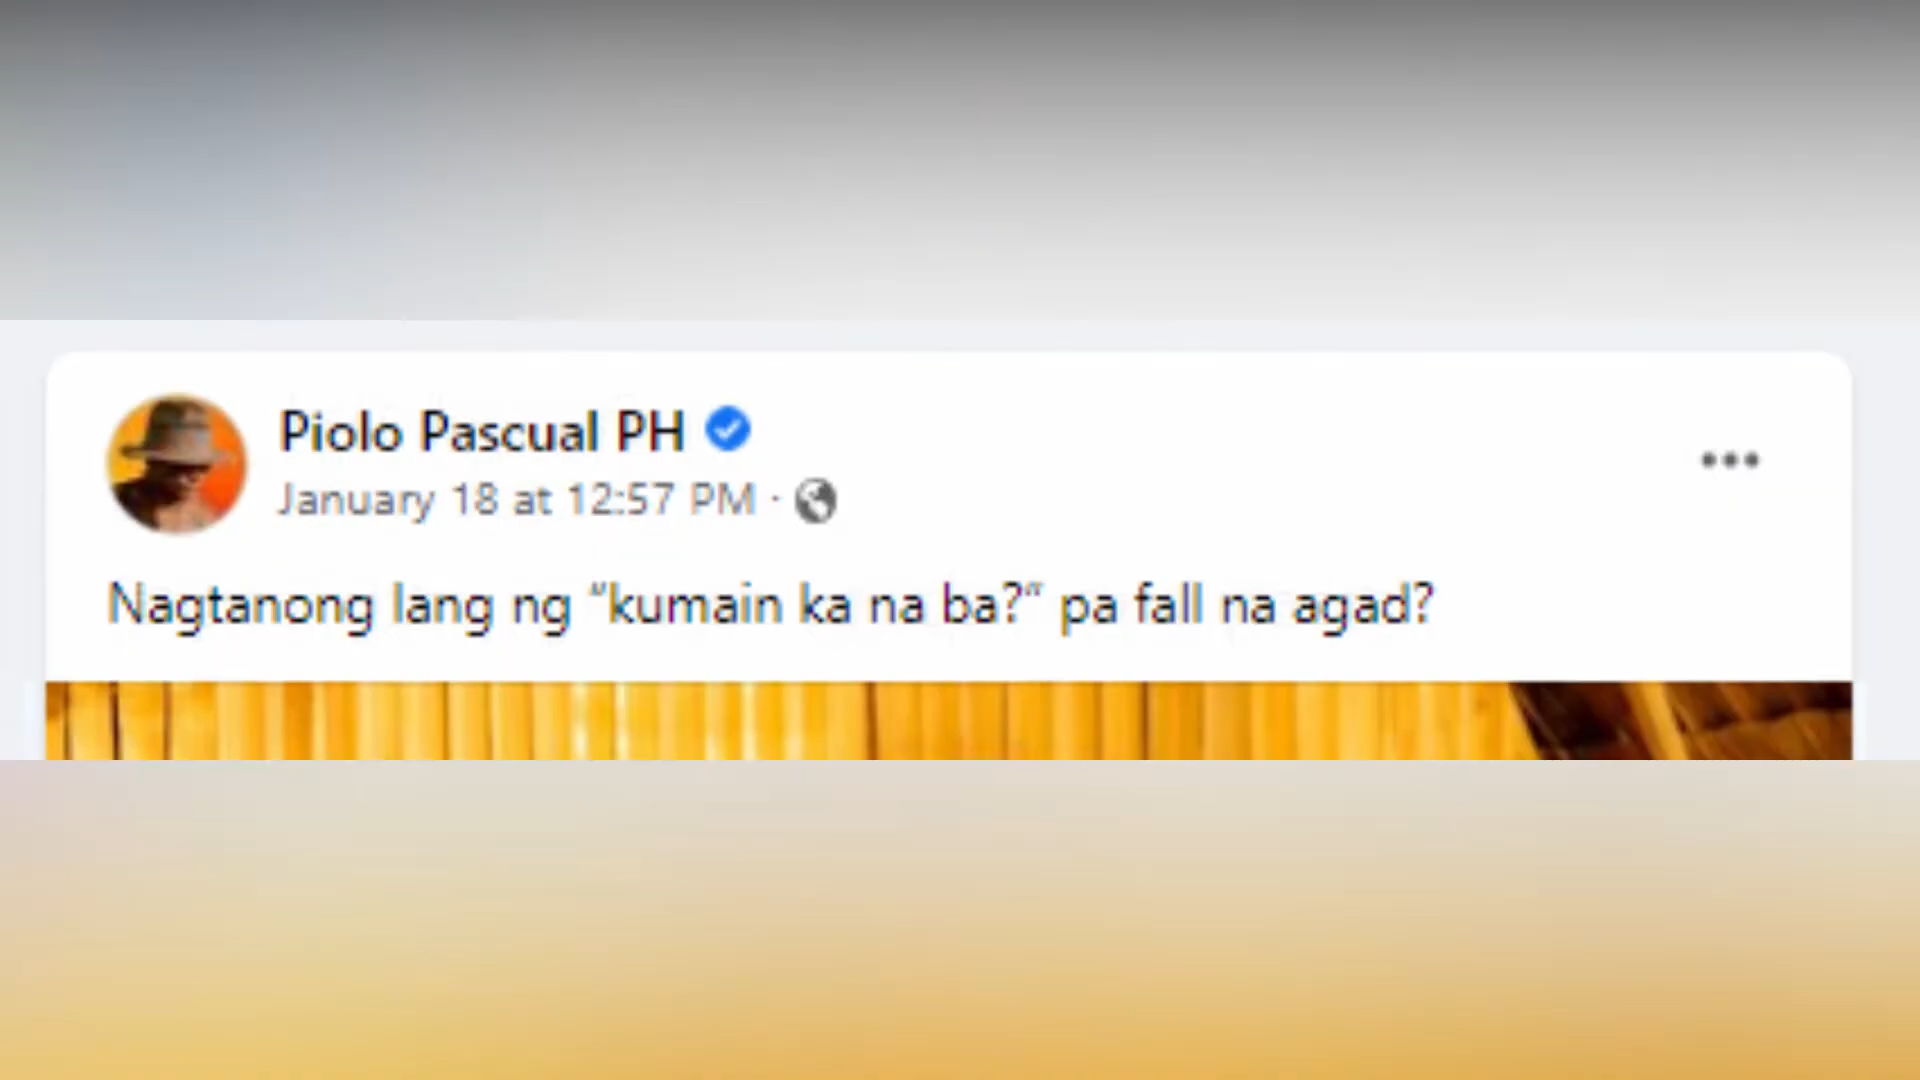 Piolo Pascual PH
January 18 at 12:57 PM ·
Nagtanong lang ng “kumain ka na ba?” pa fall na agad?